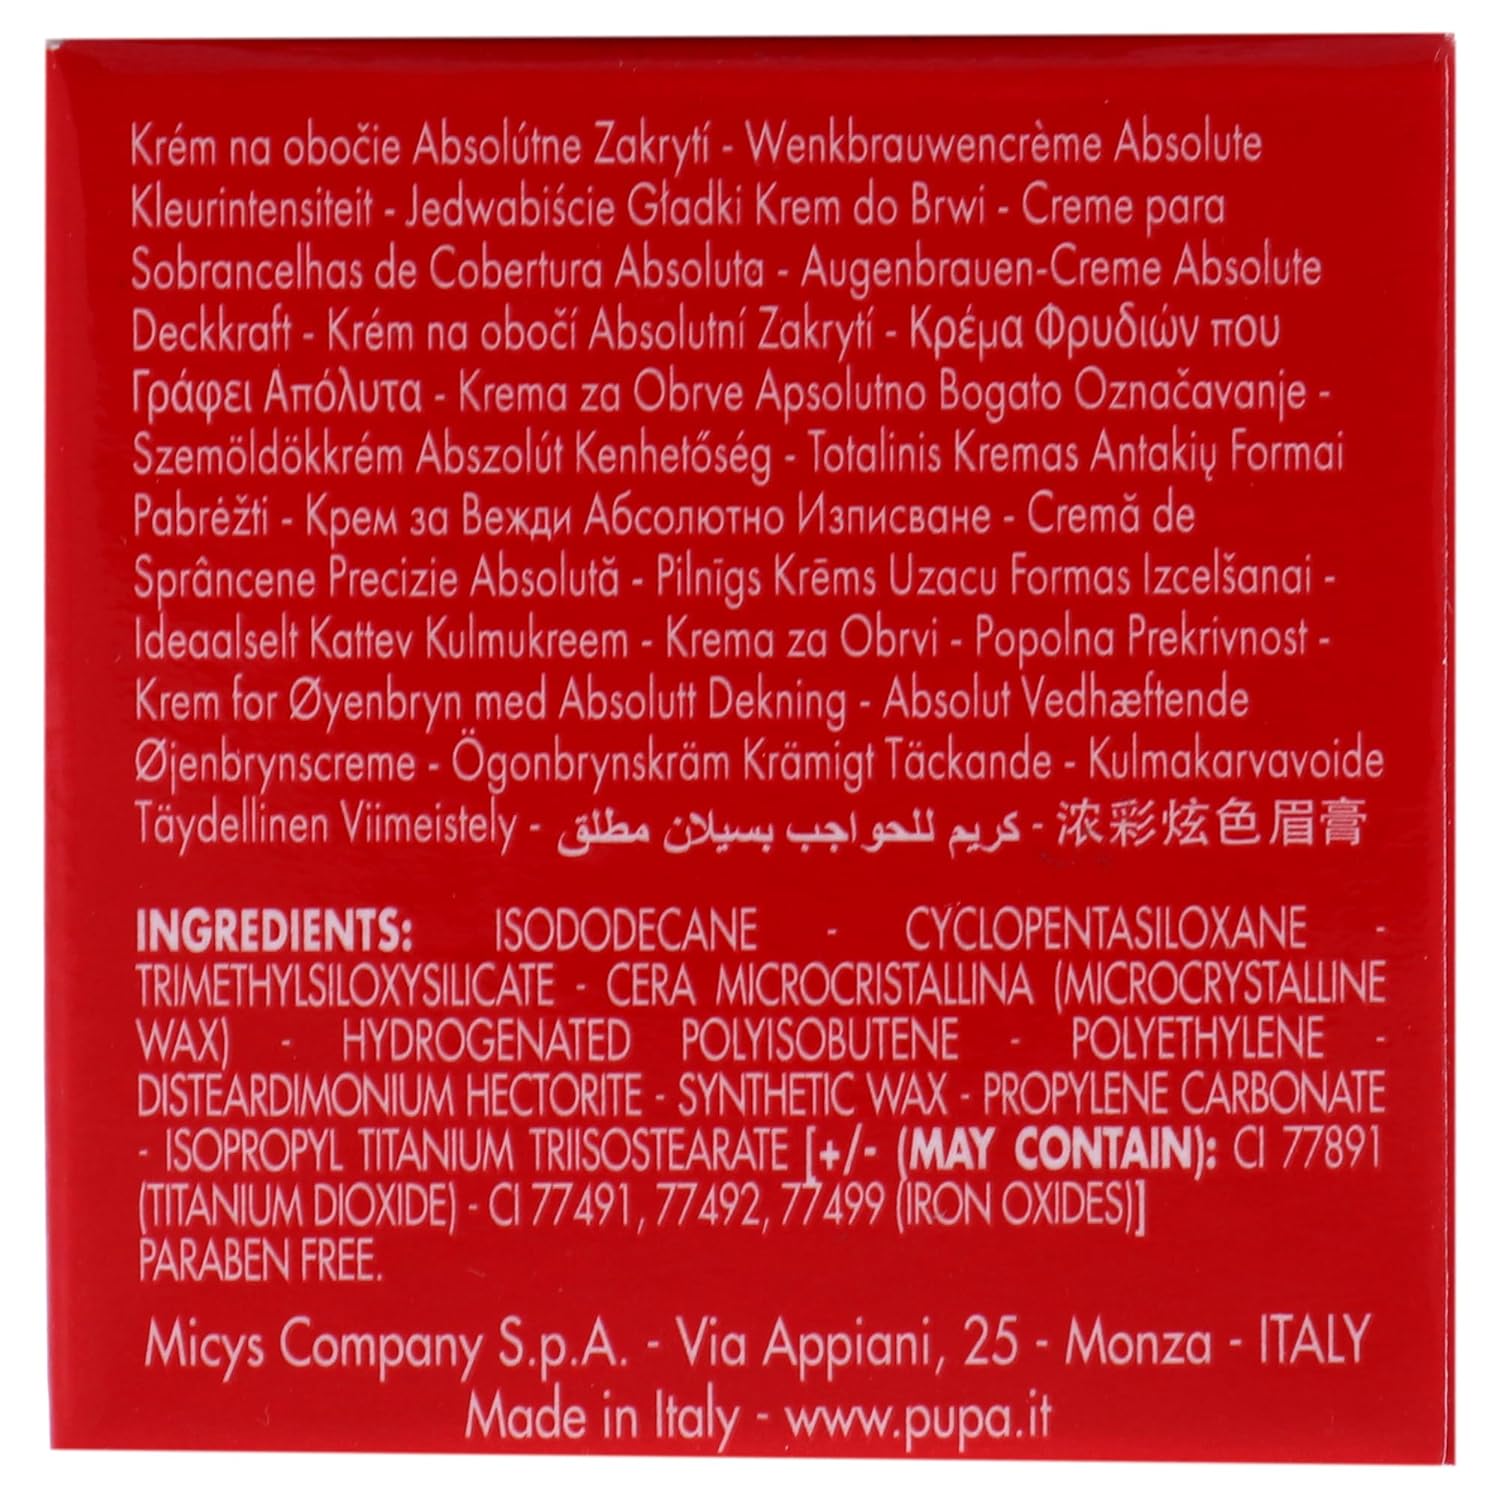 Krém na obočie Absolútne Zakrytí - Wenkbrauwencrème Absolute
Kleurintensiteit - Jedwabiście Gładki Krem do Brwi - Creme para
Sobrancelhas de Cobertura Absoluta - Augenbrauen-Creme Absolute
Deckkraft - Krém na obočí Absolutní Zakrytí - Κρέμα Φρυδιών που
Γράφει Απόλυτα - Krema za Obrve Apsolutno Bogato Označavanje -
Szemöldökkrém Abszolút Kenhetőség - Totalinis Kremas Antakių Formai
Pabrėžti - Крем за Вежди Абсолютно Изписване - Cremă de
Sprâncene Precizie Absolută - Pilnīgs Krēms Uzacu Formas Izcelšanai -
Ideaalselt Kattev Kulmukreem - Krema za Obrvi - Popolna Prekrivnost -
Krem for Øyenbryn med Absolutt Dekning - Absolut Vedhæftende
Øjenbrynscreme - Ögonbrynskräm Krämigt Täckande - Kulmakarvavoide
Täydellinen Viimeistely - كريم للحواجب بسيلان مطلق - 浓彩炫色眉膏
INGREDIENTS: ISODODECANE - CYCLOPENTASILOXANE -
TRIMETHYLSILOXYSILICATE - CERA MICROCRISTALLINA (MICROCRYSTALLINE
WAX) - HYDROGENATED POLYISOBUTENE - POLYETHYLENE -
DISTEARDIMONIUM HECTORITE - SYNTHETIC WAX - PROPYLENE CARBONATE
- ISOPROPYL TITANIUM TRIISOSTEARATE [+/- (MAY CONTAIN): CI 77891
(TITANIUM DIOXIDE) - CI 77491, 77492, 77499 (IRON OXIDES)]
PARABEN FREE.
Micys Company S.p.A. - Via Appiani, 25 - Monza - ITALY
Made in Italy - www.pupa.it